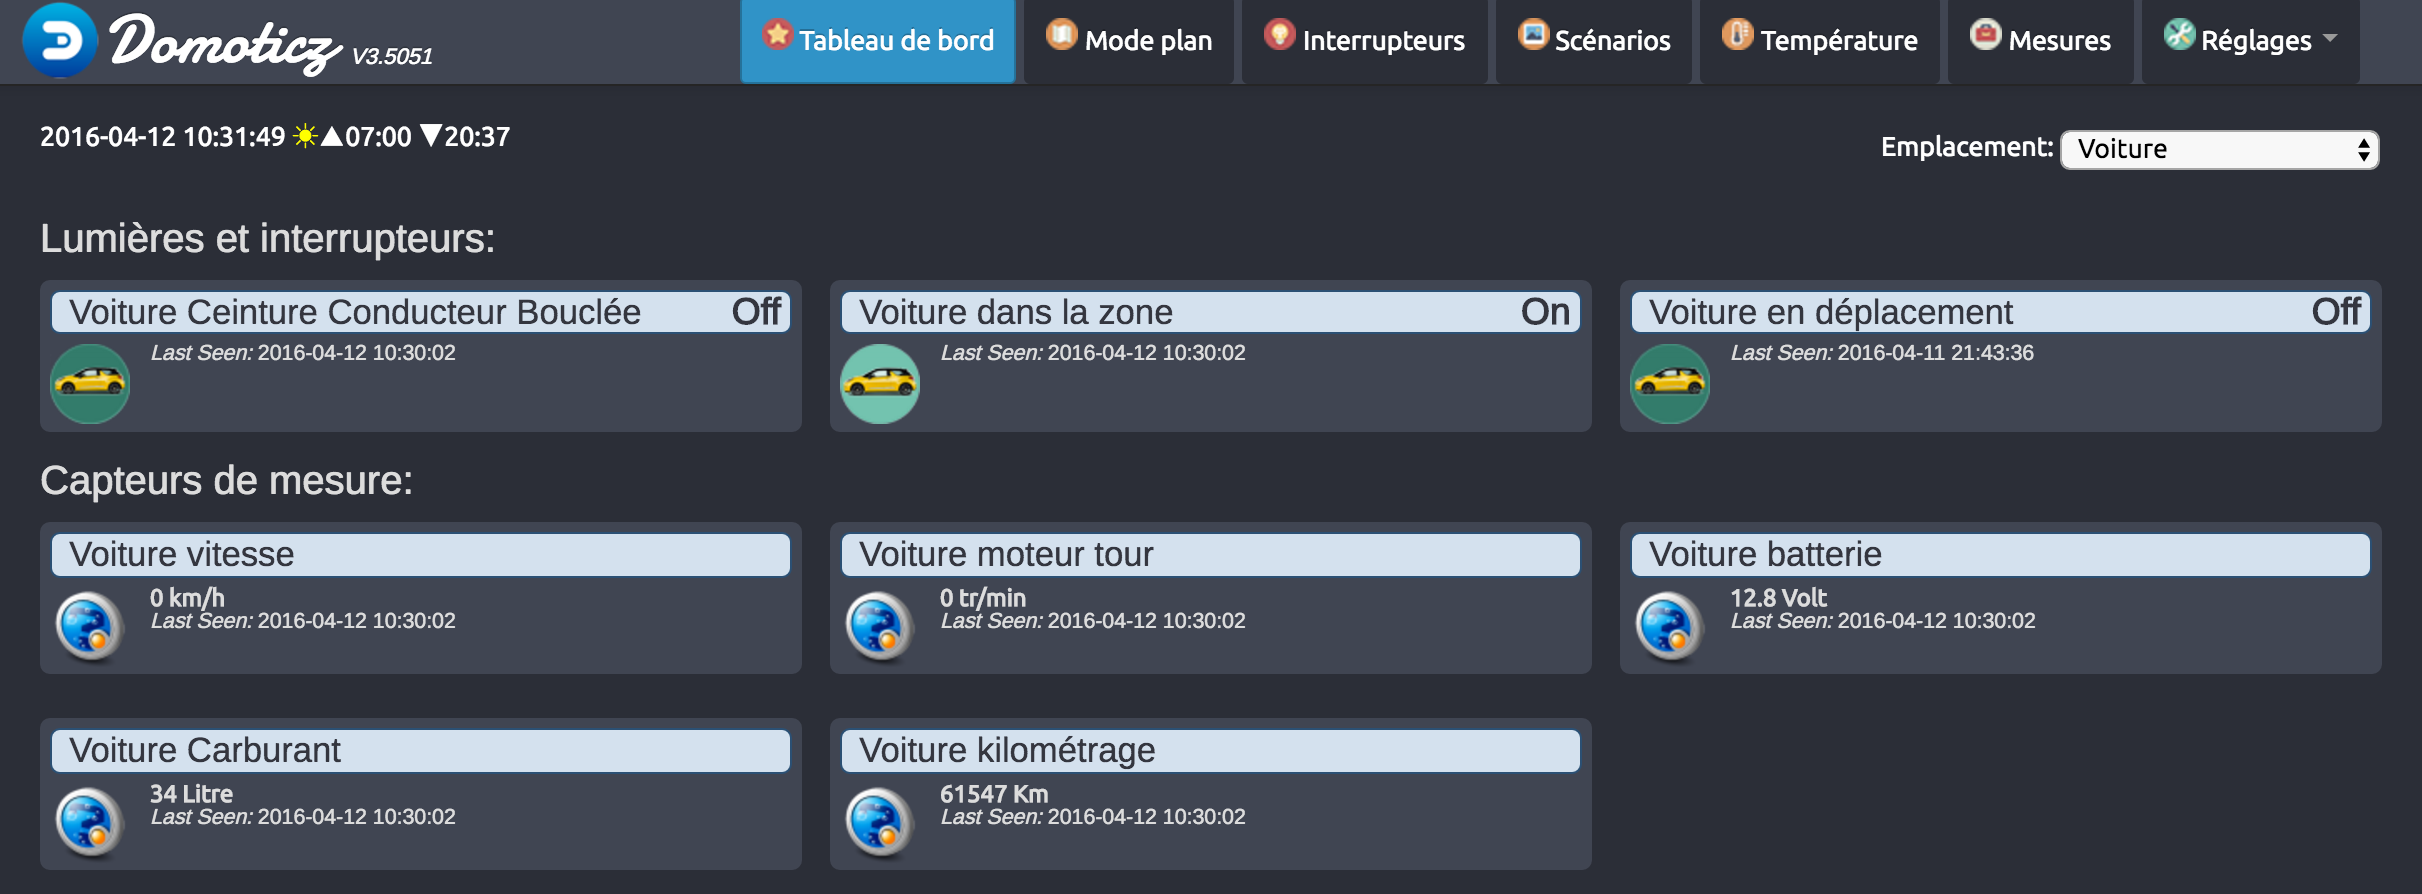 Domoticz V3.5051
Tableau de bord
Mode plan
Interrupteurs
Scénarios
Température
Mesures
Réglages
2016-04-12 10:31:49 ☀▲07:00 ▼20:37
Emplacement: Voiture
Lumières et interrupteurs:
Voiture Ceinture Conducteur Bouclée Off
Last Seen: 2016-04-12 10:30:02
Voiture dans la zone On
Last Seen: 2016-04-12 10:30:02
Voiture en déplacement Off
Last Seen: 2016-04-11 21:43:36
Capteurs de mesure:
Voiture vitesse
0 km/h
Last Seen: 2016-04-12 10:30:02
Voiture moteur tour
0 tr/min
Last Seen: 2016-04-12 10:30:02
Voiture batterie
12.8 Volt
Last Seen: 2016-04-12 10:30:02
Voiture Carburant
34 Litre
Last Seen: 2016-04-12 10:30:02
Voiture kilométrage
61547 Km
Last Seen: 2016-04-12 10:30:02